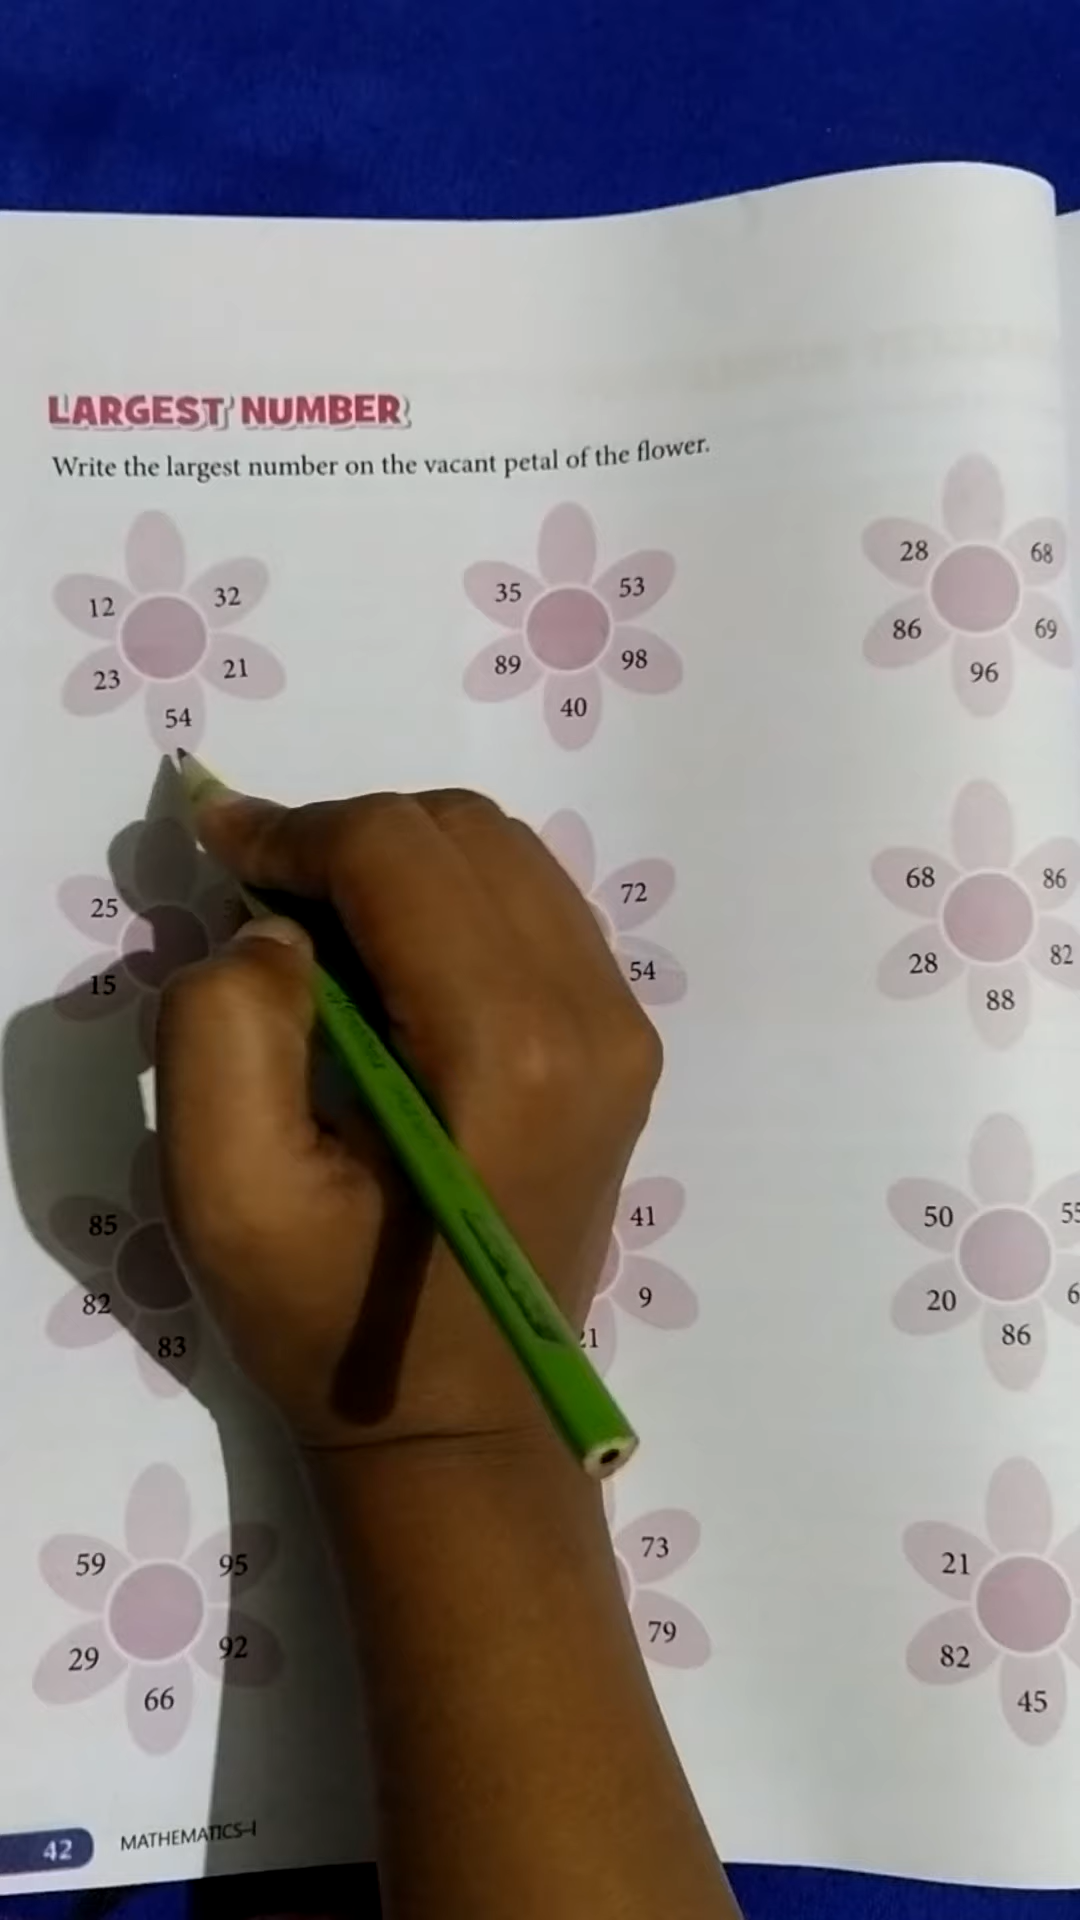 LARGEST NUMBER
Write the largest number on the vacant petal of the flower.
12 32 23 21 54
35 53 89 98 40
28 68 86 69 96
25 15
72 54
68 86 28 82 88
85 82 83
41 9
50 55 20 86
59 95 29 92 66
73 79
21 82 45
42 MATHEMATICS–I